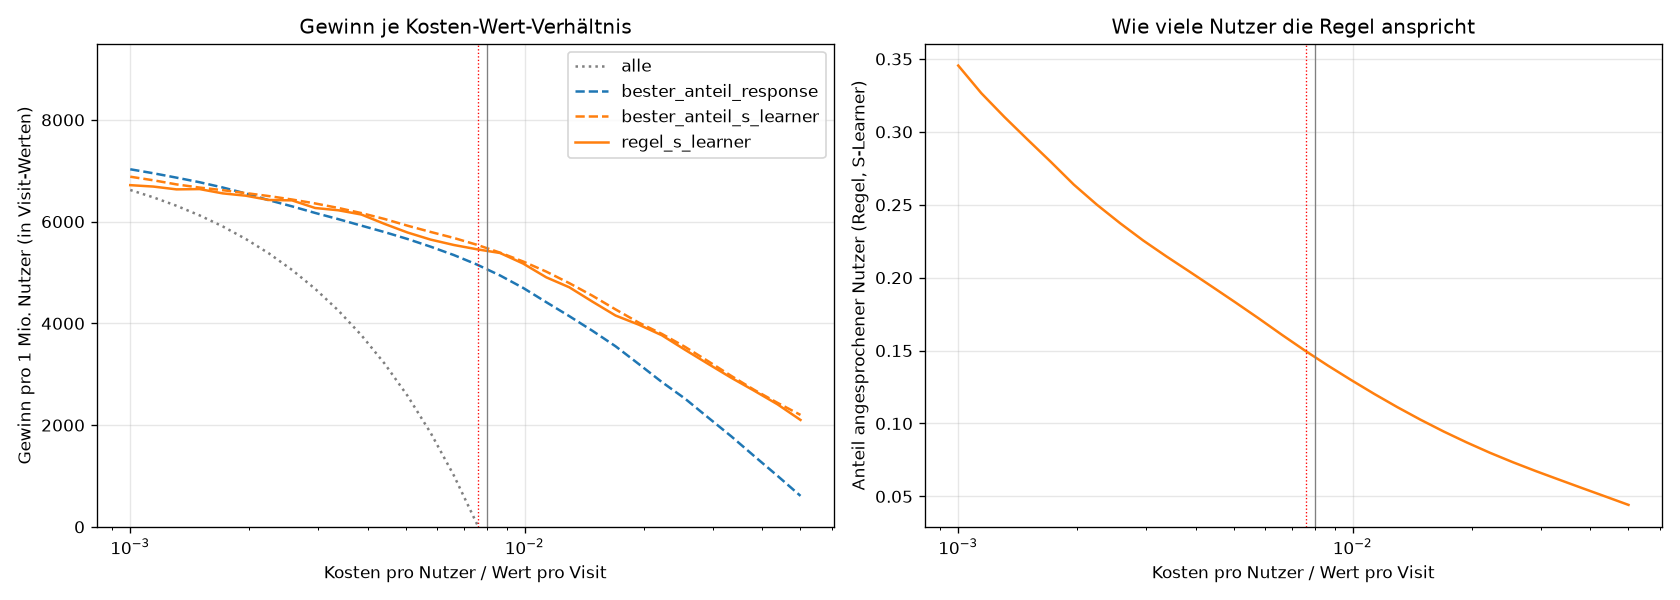 Gewinn je Kosten-Wert-Verhältnis
Gewinn pro 1 Mio. Nutzer (in Visit-Werten)
8000
6000
4000
2000
0
alle
bester_anteil_response
bester_anteil_s_learner
regel_s_learner
10⁻³
10⁻²
Kosten pro Nutzer / Wert pro Visit
Wie viele Nutzer die Regel anspricht
Anteil angesprochener Nutzer (Regel, S-Learner)
0.35
0.30
0.25
0.20
0.15
0.10
0.05
10⁻³
10⁻²
Kosten pro Nutzer / Wert pro Visit